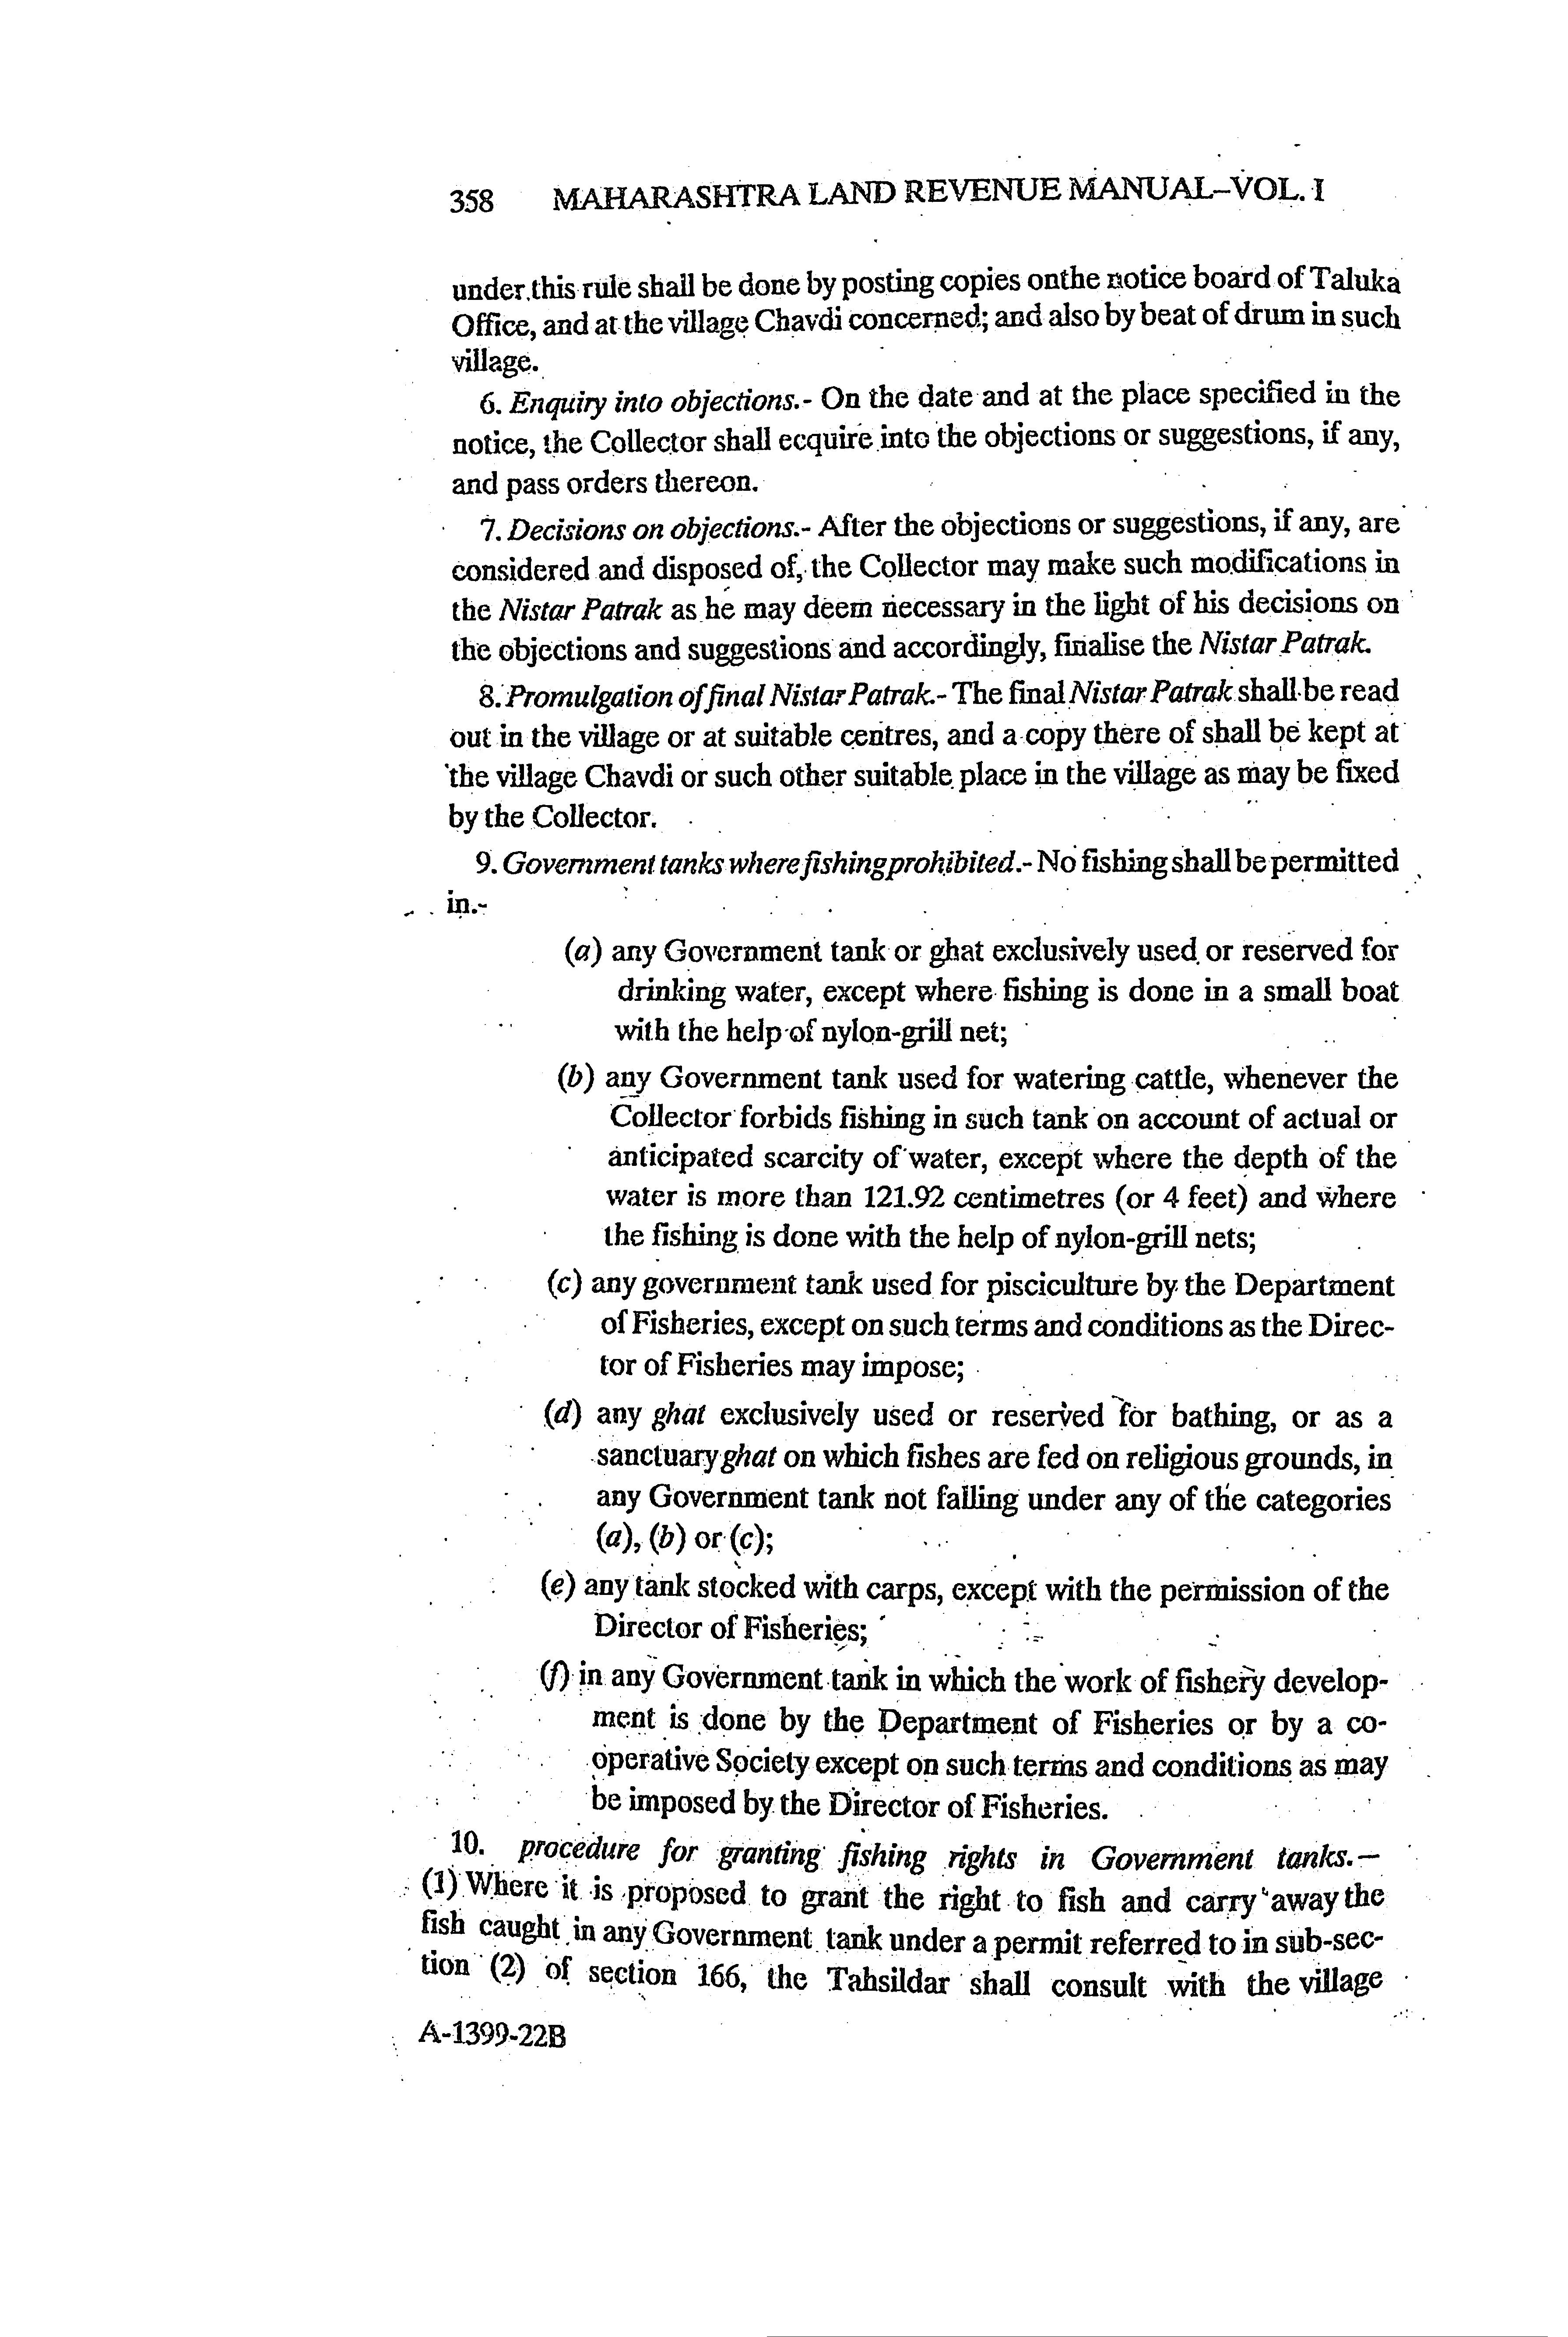 358 MAHARASHTRA LAND REVENUE MANUAL–VOL. I
under this rule shall be done by posting copies onthe notice board of Taluka
Office, and at the village Chavdi concerned; and also by beat of drum in such
village.
6. Enquiry into objections.- On the date and at the place specified in the
notice, the Collector shall ecquire into the objections or suggestions, if any,
and pass orders thereon.
7. Decisions on objections.- After the objections or suggestions, if any, are
considered and disposed of, the Collector may make such modifications in
the Nistar Patrak as he may deem necessary in the light of his decisions on
the objections and suggestions and accordingly, finalise the Nistar Patrak.
8. Promulgation of final Nistar Patrak.- The final Nistar Patrak shall be read
out in the village or at suitable centres, and a copy there of shall be kept at
the village Chavdi or such other suitable place in the village as may be fixed
by the Collector.
9. Government tanks where fishing prohibited.- No fishing shall be permitted
in.-
(a) any Government tank or ghat exclusively used or reserved for
drinking water, except where fishing is done in a small boat
with the help of nylon-grill net;
(b) any Government tank used for watering cattle, whenever the
Collector forbids fishing in such tank on account of actual or
anticipated scarcity of water, except where the depth of the
water is more than 121.92 centimetres (or 4 feet) and where
the fishing is done with the help of nylon-grill nets;
(c) any government tank used for pisciculture by the Department
of Fisheries, except on such terms and conditions as the Direc-
tor of Fisheries may impose;
(d) any ghat exclusively used or reserved for bathing, or as a
sanctuary ghat on which fishes are fed on religious grounds, in
any Government tank not falling under any of the categories
(a), (b) or (c);
(e) any tank stocked with carps, except with the permission of the
Director of Fisheries;
(f) in any Government tank in which the work of fishery develop-
ment is done by the Department of Fisheries or by a co-
operative Society except on such terms and conditions as may
be imposed by the Director of Fisheries.
10. procedure for granting fishing rights in Government tanks.—
(1) Where it is proposed to grant the right to fish and carry away the
fish caught in any Government tank under a permit referred to in sub-sec-
tion (2) of section 166, the Tahsildar shall consult with the village
A-1399-22B